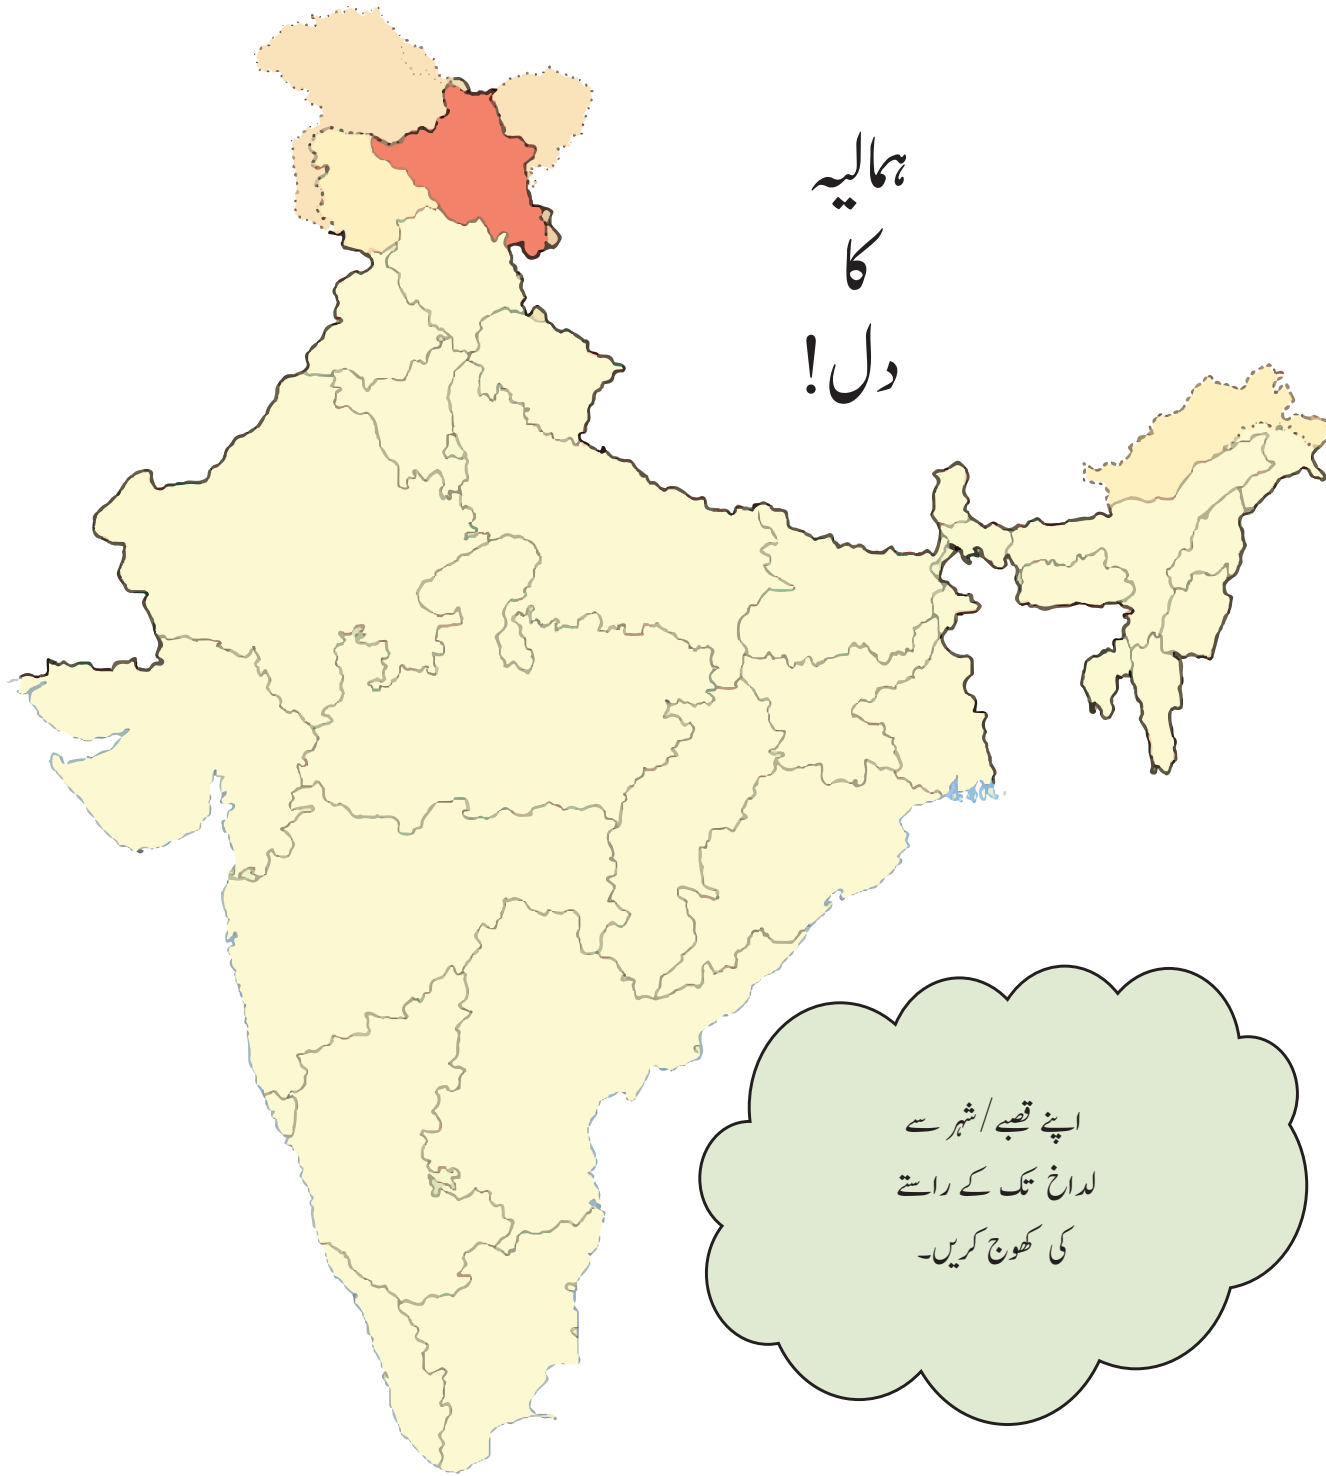 ہمالیہ
کا
دل!
اپنے قصبے/شہر سے
لداخ تک کے راستے
کی کھوج کریں۔